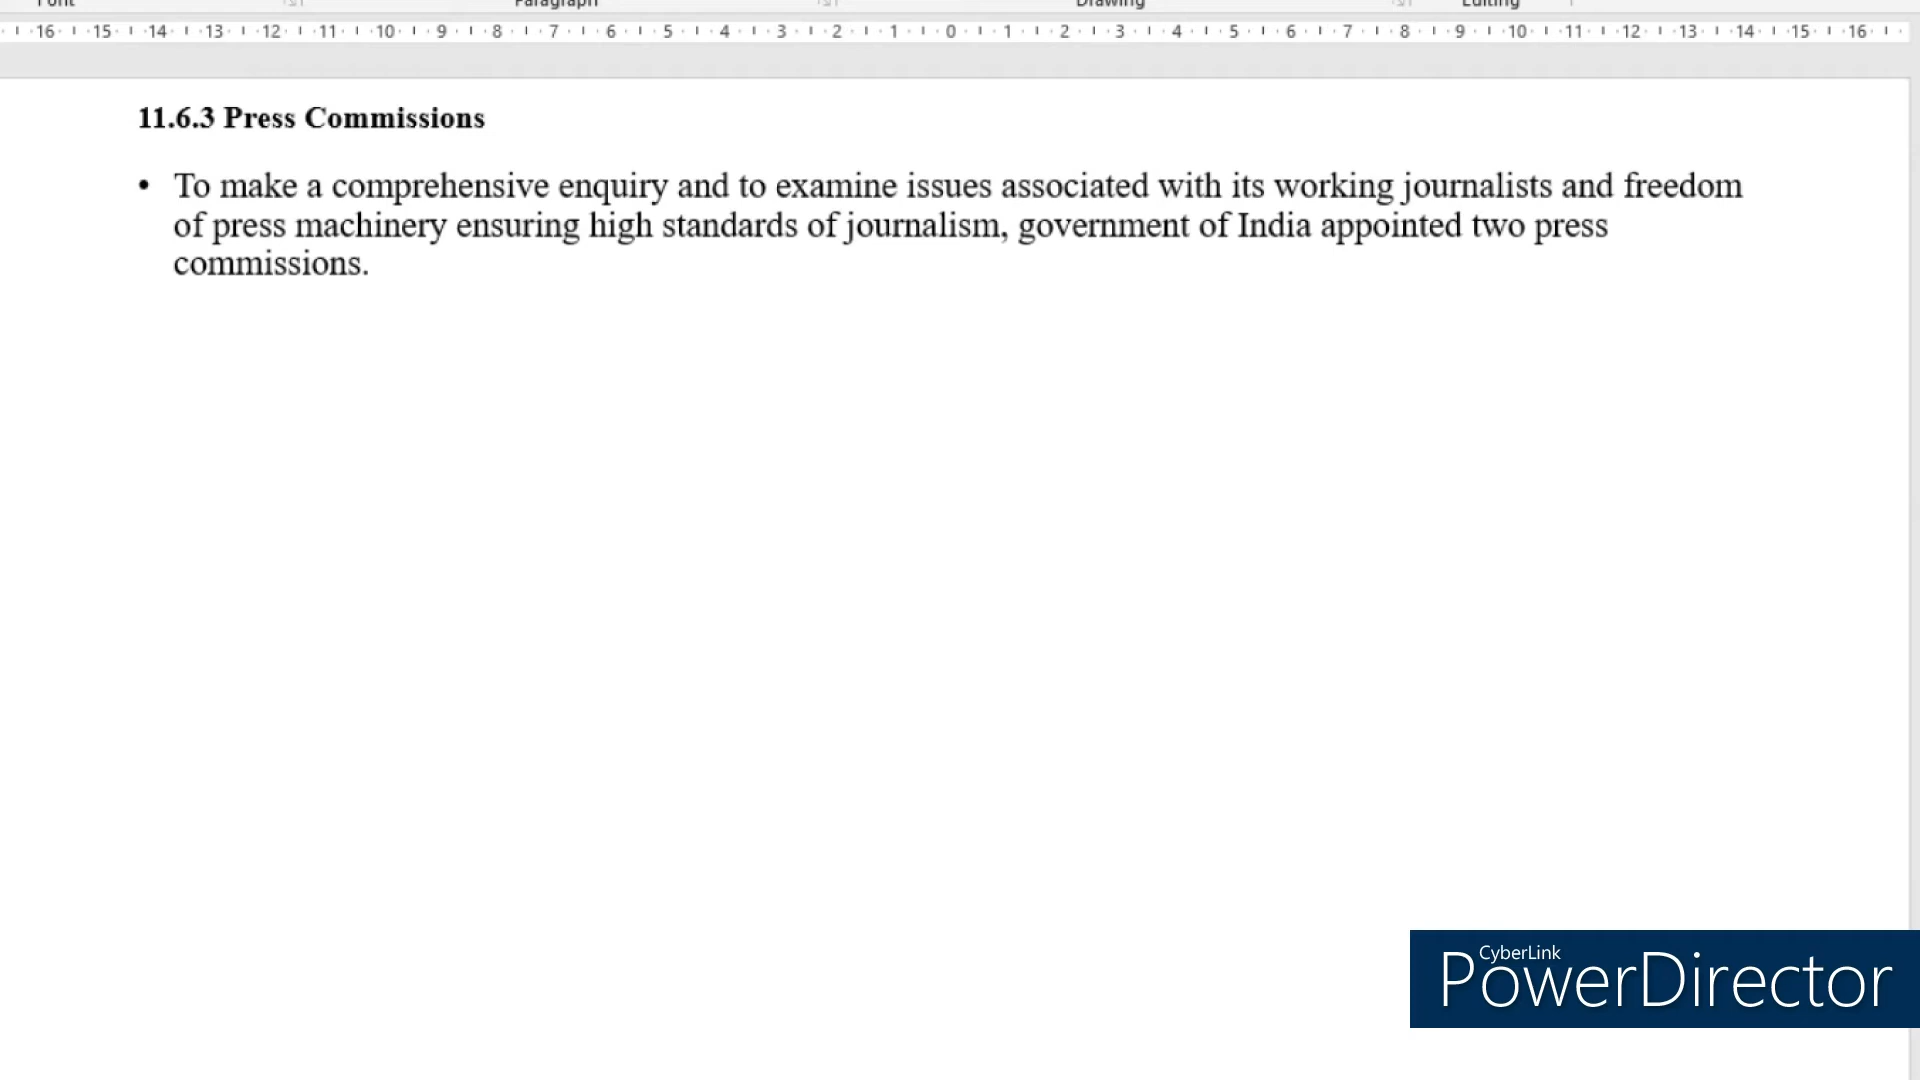 Font Paragraph Drawing Editing
16 15 14 13 12 11 10 9 8 7 6 5 4 3 2 1 0 1 2 3 4 5 6 7 8 9 10 11 12 13 14 15 16
11.6.3 Press Commissions
• To make a comprehensive enquiry and to examine issues associated with its working journalists and freedom
of press machinery ensuring high standards of journalism, government of India appointed two press
commissions.
CyberLink
PowerDirector